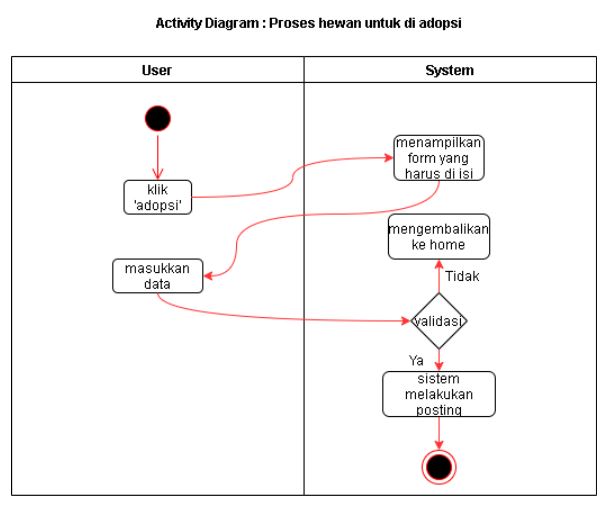 Activity Diagram : Proses hewan untuk di adopsi
User
System
klik
'adopsi'
menampilkan
form yang
harus di isi
masukkan
data
mengembalikan
ke home
Tidak
validasi
Ya
sistem
melakukan
posting